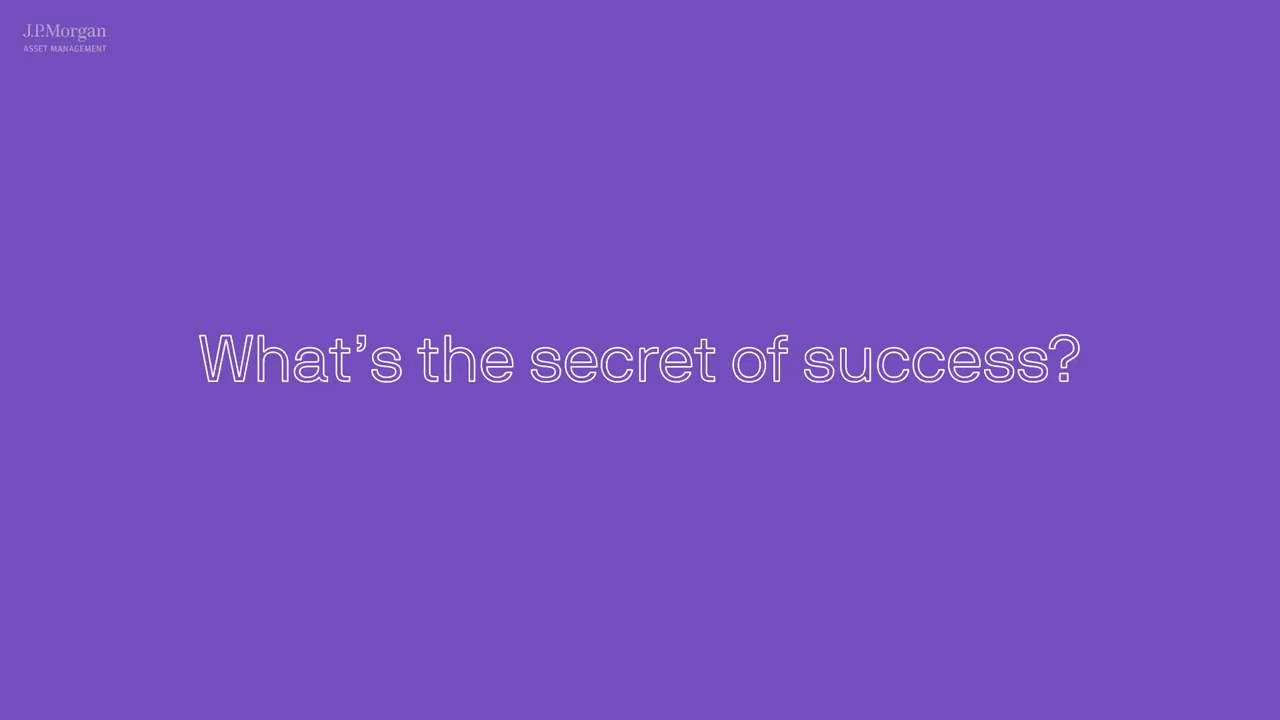 J.P.Morgan
ASSET MANAGEMENT
What’s the secret of success?